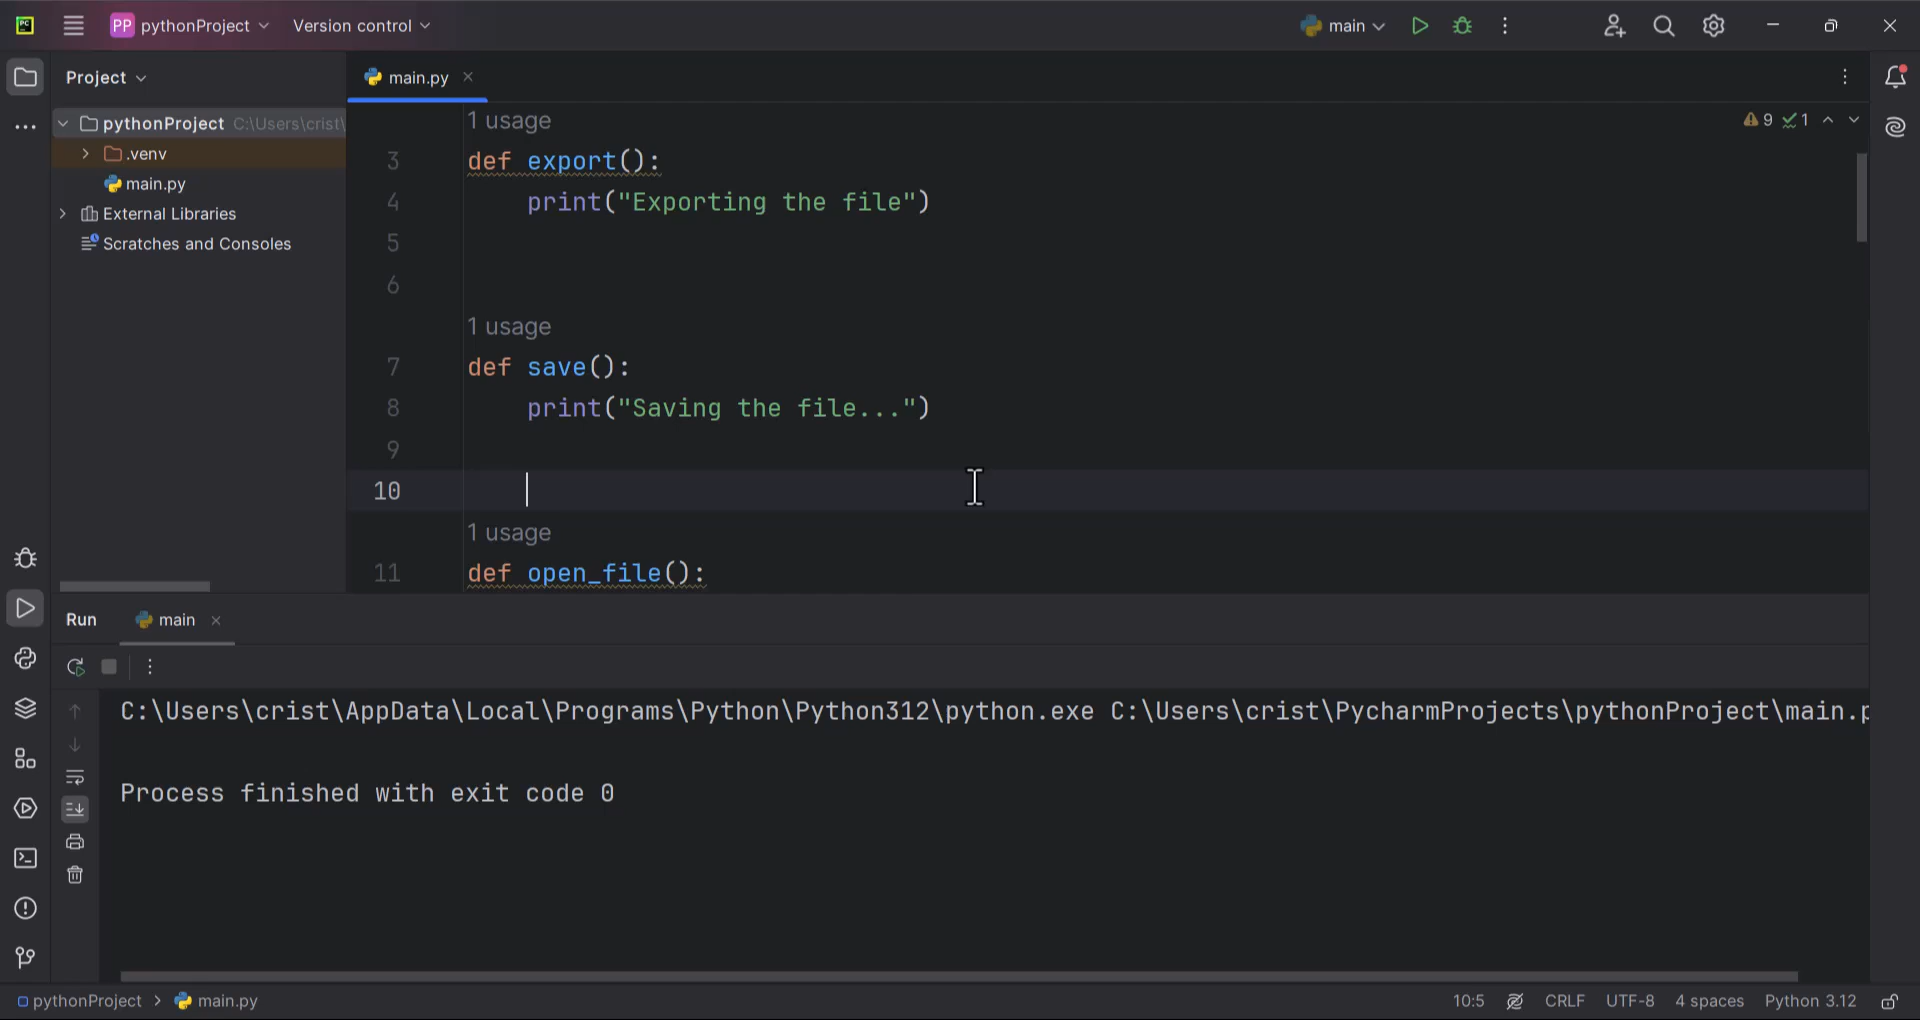 PC
PP pythonProject
Version control
main
Project
main.py
9
1
pythonProject C:\Users\crist\
.venv
main.py
External Libraries
Scratches and Consoles
1 usage
3 def export():
4 print("Exporting the file")
5
6
1 usage
7 def save():
8 print("Saving the file...")
9
10
1 usage
11 def open_file():
Run
main
C:\Users\crist\AppData\Local\Programs\Python\Python312\python.exe C:\Users\crist\PycharmProjects\pythonProject\main.p
Process finished with exit code 0
pythonProject > main.py
10:5
CRLF
UTF-8
4 spaces
Python 3.12